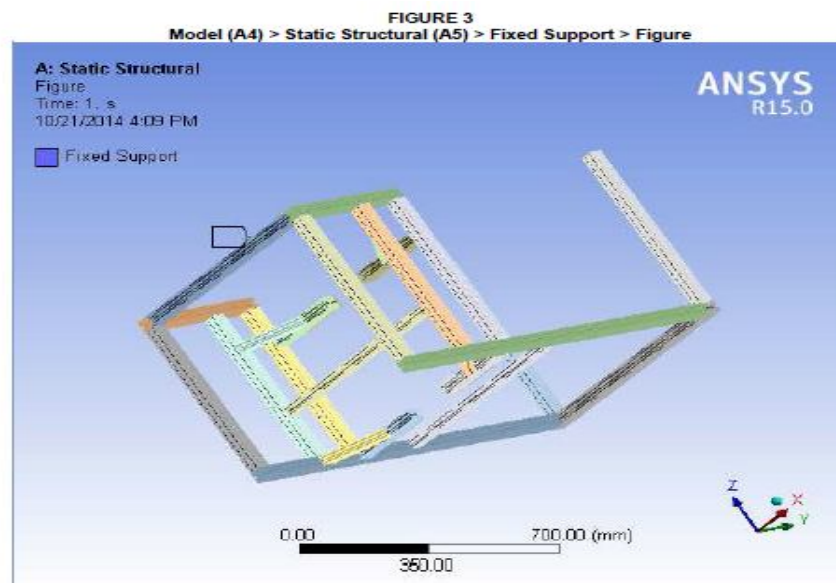 FIGURE 3
Model (A4) > Static Structural (A5) > Fixed Support > Figure
A: Static Structural
Figure
Time: 1. s
10/21/2014 4:09 PM
Fixed Support
ANSYS
R15.0
Z
X
Y
0.00
700.00 (mm)
350.00